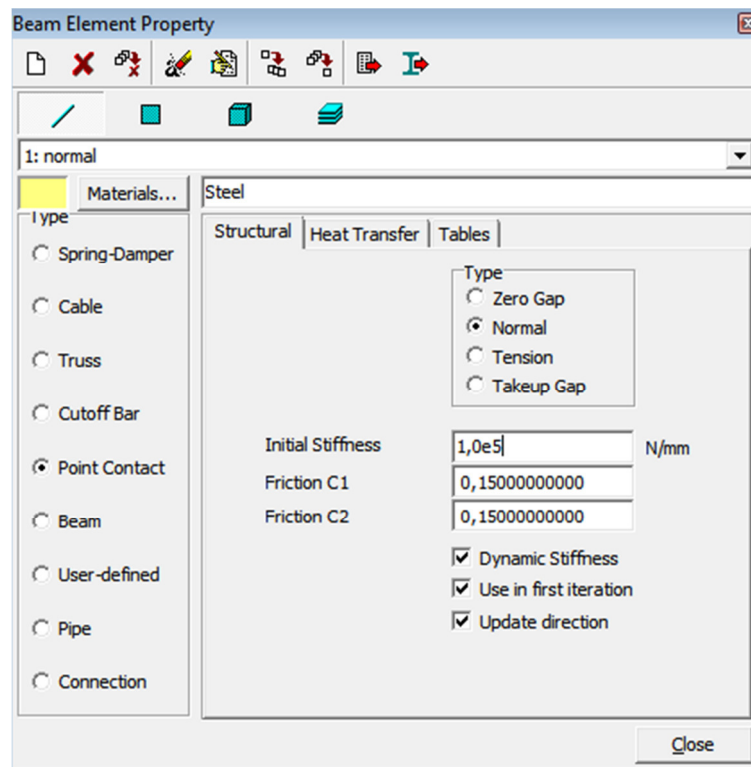 Beam Element Property
1: normal
Materials...
Steel
Type
Spring-Damper
Cable
Truss
Cutoff Bar
Point Contact
Beam
User-defined
Pipe
Connection
Structural Heat Transfer Tables
Type
Zero Gap
Normal
Tension
Takeup Gap
Initial Stiffness 1,0e5 N/mm
Friction C1 0,15000000000
Friction C2 0,15000000000
Dynamic Stiffness
Use in first iteration
Update direction
Close